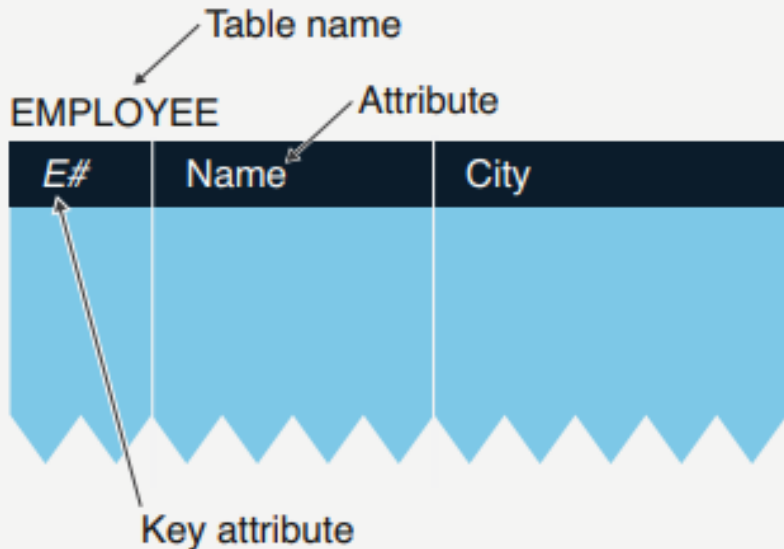 Table name
EMPLOYEE
Attribute
E# Name City
Key attribute